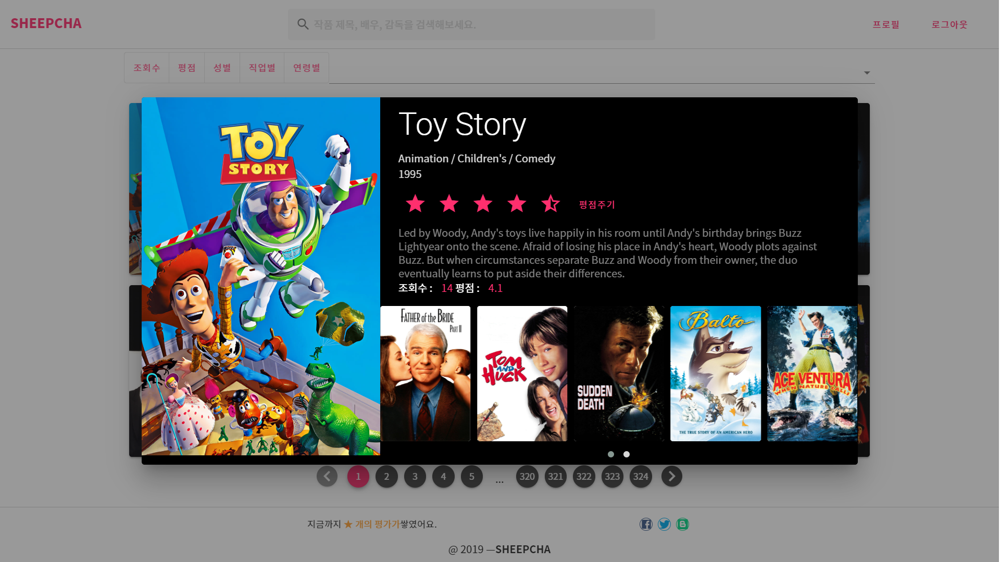 SHEEPCHA
작품 제목, 배우, 감독을 검색해보세요.
프로필
로그아웃
조회수
평점
성별
직업별
연령별
TOY
STORY
Toy Story
Animation / Children's / Comedy
1995
평점주기
Led by Woody, Andy's toys live happily in his room until Andy's birthday brings Buzz
Lightyear onto the scene. Afraid of losing his place in Andy's heart, Woody plots against
Buzz. But when circumstances separate Buzz and Woody from their owner, the duo
eventually learns to put aside their differences.
조회수 : 14 평점 : 4.1
FATHER of the BRIDE
PART II
TOM
AND
HUCK
SUDDEN
DEATH
Balto
THE TRUE STORY OF AN AMERICAN HERO
ACE VENTURA
WHEN NATURE CALLS
1
2
3
4
5
...
320
321
322
323
324
지금까지 ★ 개의 평가가쌓였어요.
@ 2019 —SHEEPCHA